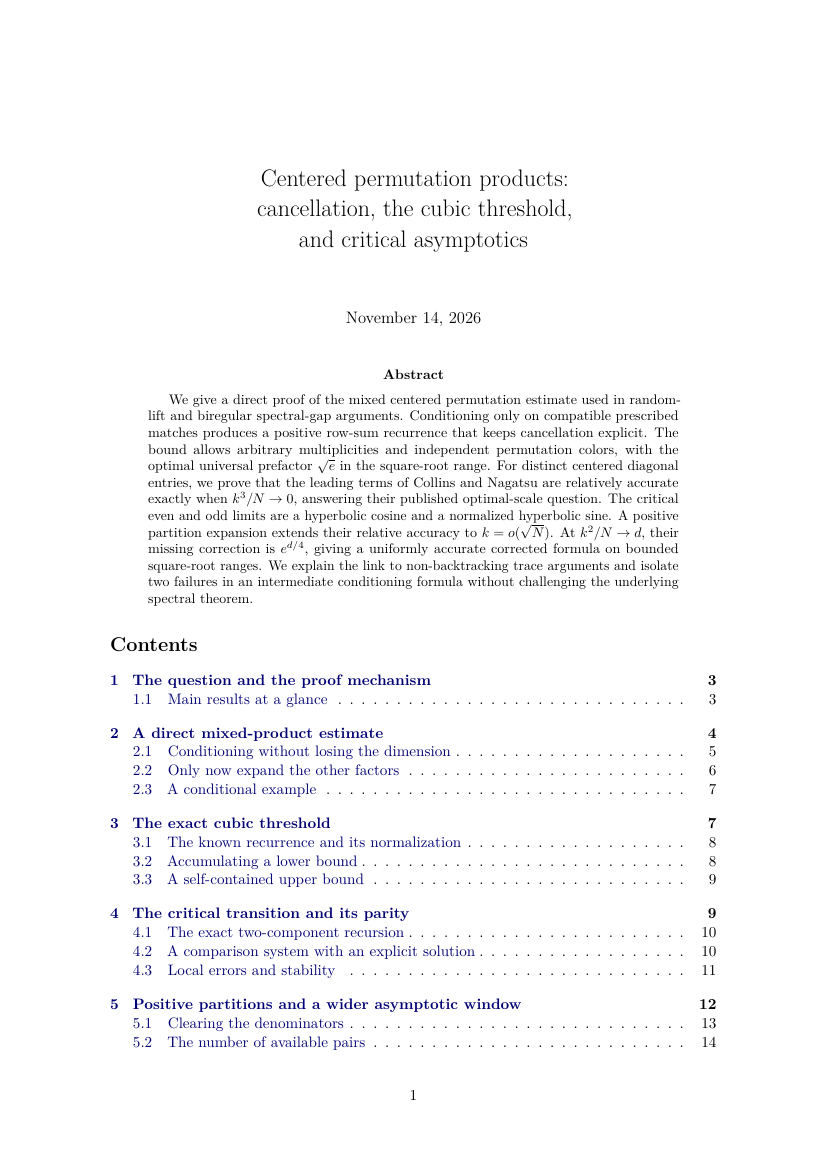 Centered permutation products:
cancellation, the cubic threshold,
and critical asymptotics
November 14, 2026
Abstract
We give a direct proof of the mixed centered permutation estimate used in random-
lift and biregular spectral-gap arguments. Conditioning only on compatible prescribed
matches produces a positive row-sum recurrence that keeps cancellation explicit. The
bound allows arbitrary multiplicities and independent permutation colors, with the
optimal universal prefactor √e in the square-root range. For distinct centered diagonal
entries, we prove that the leading terms of Collins and Nagatsu are relatively accurate
exactly when k³/N → 0, answering their published optimal-scale question. The critical
even and odd limits are a hyperbolic cosine and a normalized hyperbolic sine. A positive
partition expansion extends their relative accuracy to k = o(√N). At k²/N → d, their
missing correction is e^{d/4}, giving a uniformly accurate corrected formula on bounded
square-root ranges. We explain the link to non-backtracking trace arguments and isolate
two failures in an intermediate conditioning formula without challenging the underlying
spectral theorem.
Contents
1 The question and the proof mechanism 3
1.1 Main results at a glance . . . . . . . . . . . . . . . . . . . . . . . . . . . . . . 3
2 A direct mixed-product estimate 4
2.1 Conditioning without losing the dimension . . . . . . . . . . . . . . . . . . . . 5
2.2 Only now expand the other factors . . . . . . . . . . . . . . . . . . . . . . . . 6
2.3 A conditional example . . . . . . . . . . . . . . . . . . . . . . . . . . . . . . . 7
3 The exact cubic threshold 7
3.1 The known recurrence and its normalization . . . . . . . . . . . . . . . . . . . 8
3.2 Accumulating a lower bound . . . . . . . . . . . . . . . . . . . . . . . . . . . . 8
3.3 A self-contained upper bound . . . . . . . . . . . . . . . . . . . . . . . . . . . 9
4 The critical transition and its parity 9
4.1 The exact two-component recursion . . . . . . . . . . . . . . . . . . . . . . . . 10
4.2 A comparison system with an explicit solution . . . . . . . . . . . . . . . . . . 10
4.3 Local errors and stability . . . . . . . . . . . . . . . . . . . . . . . . . . . . . 11
5 Positive partitions and a wider asymptotic window 12
5.1 Clearing the denominators . . . . . . . . . . . . . . . . . . . . . . . . . . . . . 13
5.2 The number of available pairs . . . . . . . . . . . . . . . . . . . . . . . . . . . 14
1